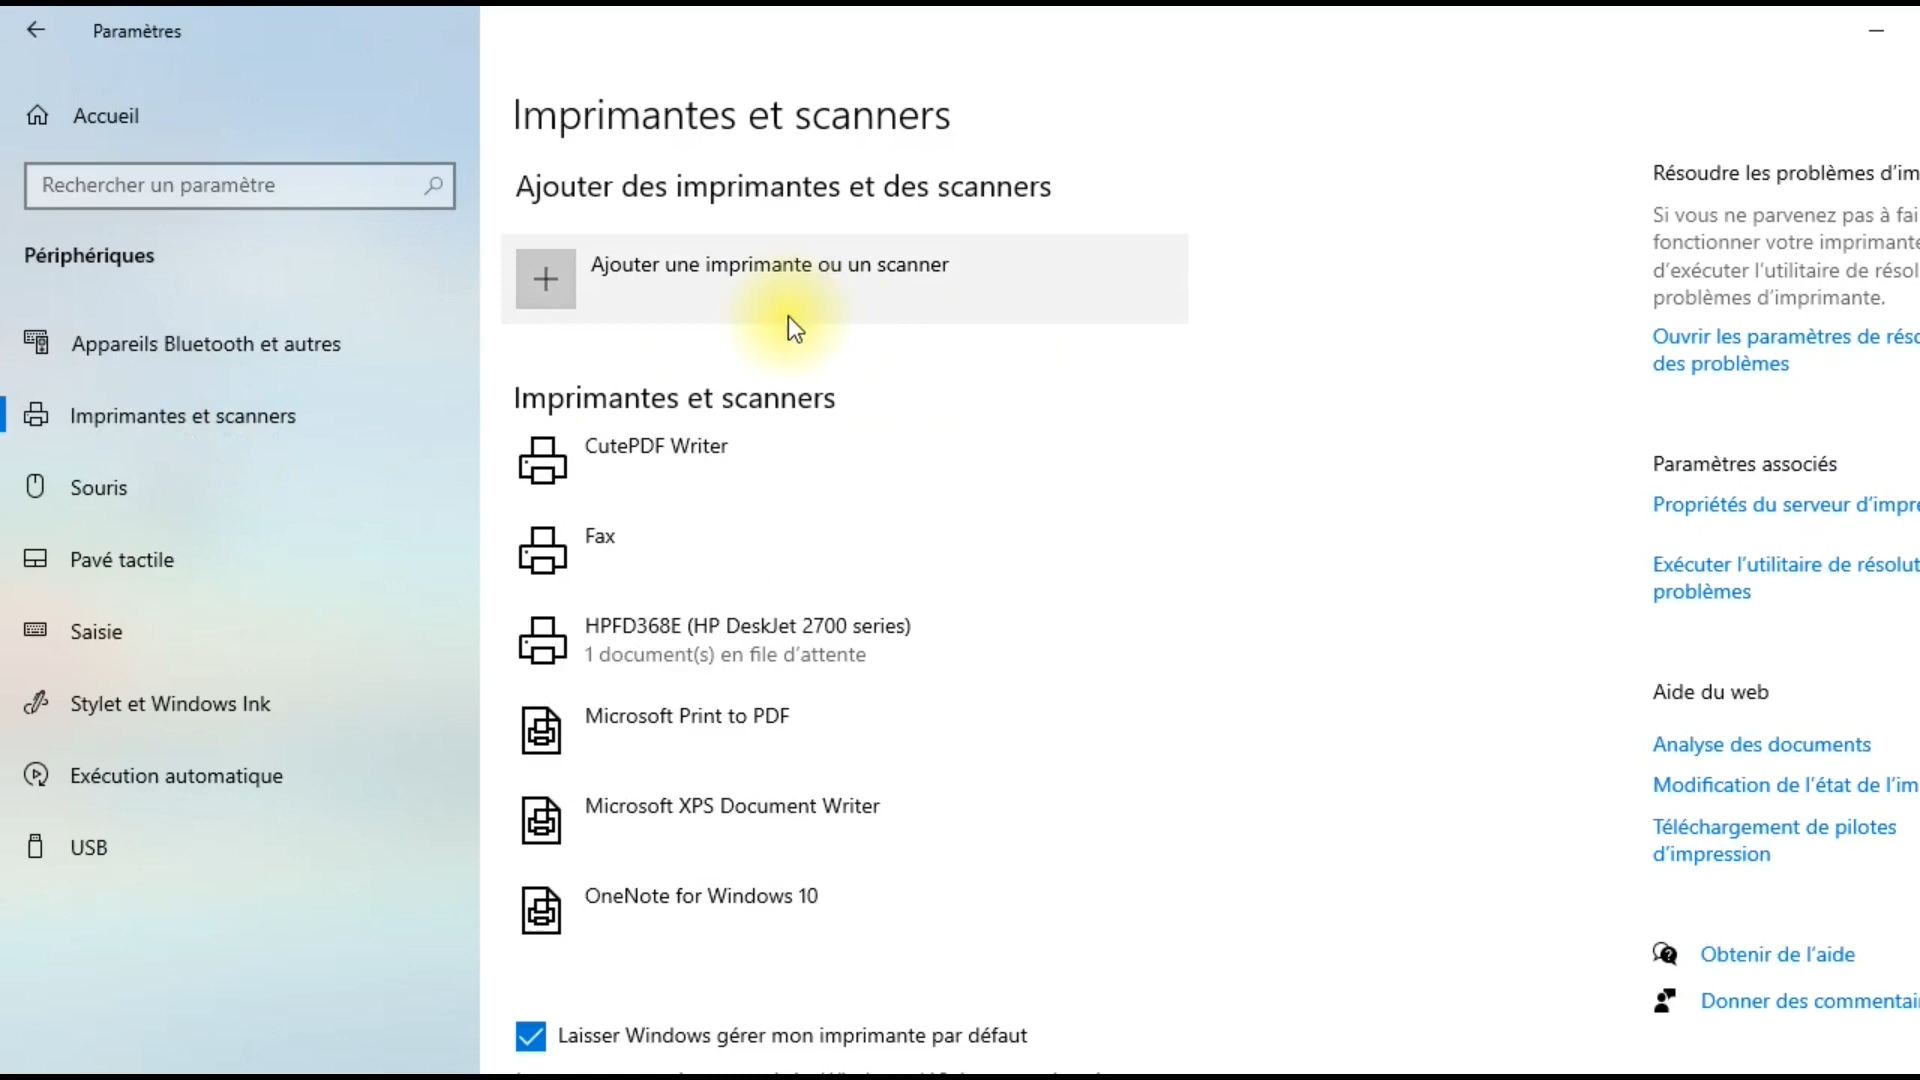 Paramètres
Accueil
Rechercher un paramètre
Périphériques
Appareils Bluetooth et autres
Imprimantes et scanners
Souris
Pavé tactile
Saisie
Stylet et Windows Ink
Exécution automatique
USB
Imprimantes et scanners
Ajouter des imprimantes et des scanners
Ajouter une imprimante ou un scanner
Imprimantes et scanners
CutePDF Writer
Fax
HPFD368E (HP DeskJet 2700 series)
1 document(s) en file d'attente
Microsoft Print to PDF
Microsoft XPS Document Writer
OneNote for Windows 10
Laisser Windows gérer mon imprimante par défaut
Résoudre les problèmes d'im
Si vous ne parvenez pas à fai
fonctionner votre imprimante
d'exécuter l'utilitaire de résol
problèmes d'imprimante.
Ouvrir les paramètres de réso
des problèmes
Paramètres associés
Propriétés du serveur d'impre
Exécuter l'utilitaire de résolut
problèmes
Aide du web
Analyse des documents
Modification de l'état de l'im
Téléchargement de pilotes
d'impression
Obtenir de l'aide
Donner des commentai